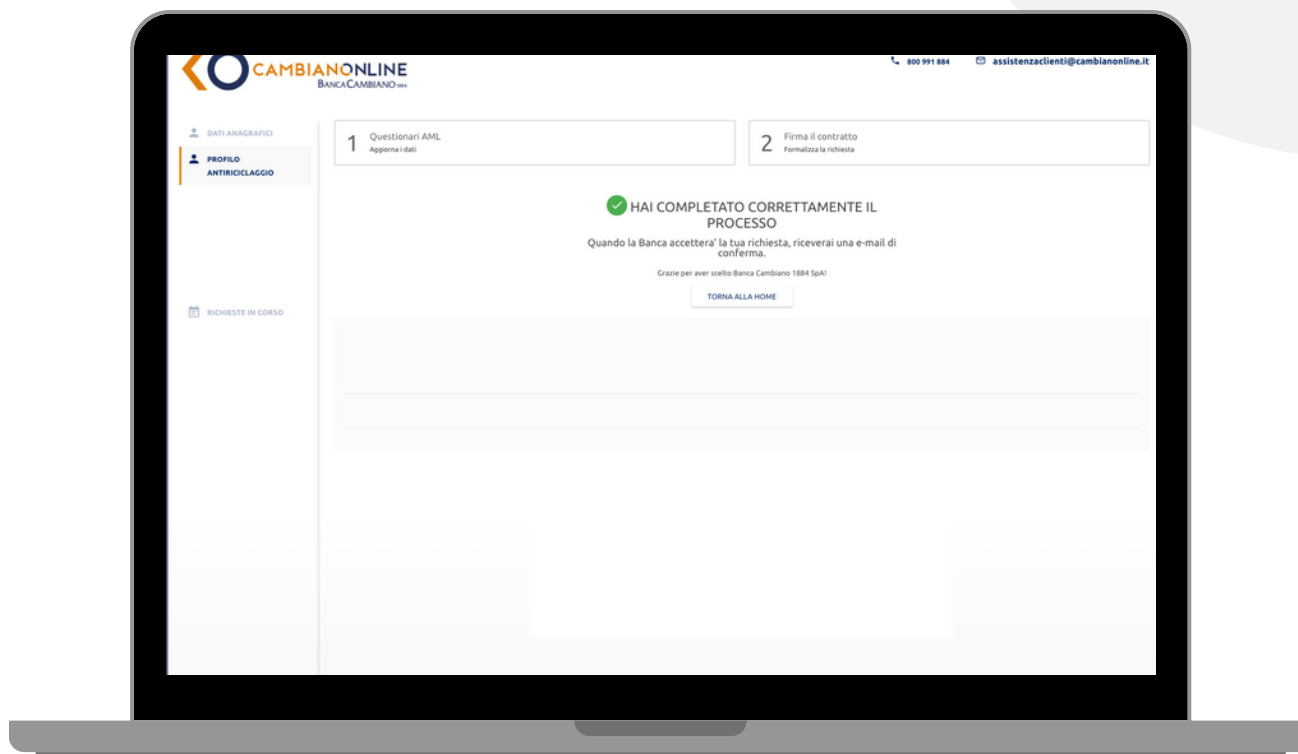 CAMBIANONLINE
BANCACAMBIANO 1884
800 991 884
assistenzaclienti@cambianonline.it
DATI ANAGRAFICI
PROFILO
ANTIRICICLAGGIO
RICHIESTE IN CORSO
1 Questionari AML
Aggiorna i dati
2 Firma il contratto
Formalizza la richiesta
HAI COMPLETATO CORRETTAMENTE IL
PROCESSO
Quando la Banca accettera' la tua richiesta, riceverai una e-mail di
conferma.
Grazie per aver scelto Banca Cambiano 1884 SpA!
TORNA ALLA HOME